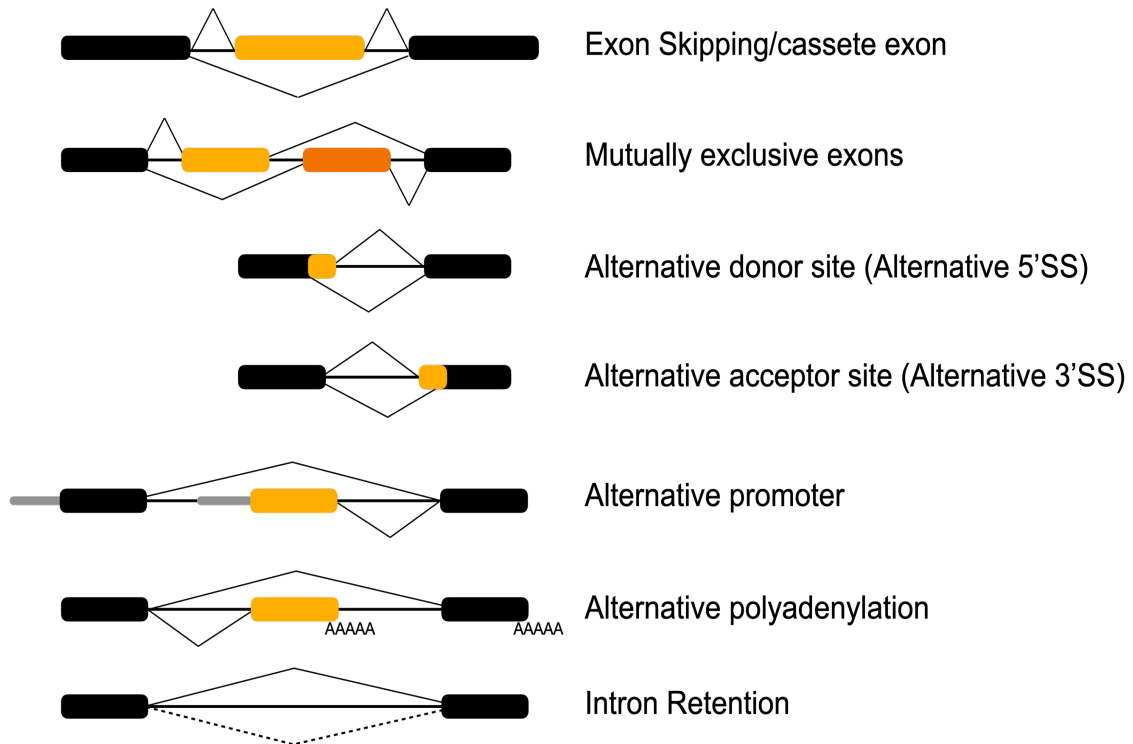 Exon Skipping/cassete exon
Mutually exclusive exons
Alternative donor site (Alternative 5’SS)
Alternative acceptor site (Alternative 3’SS)
Alternative promoter
Alternative polyadenylation
AAAAA
AAAAA
Intron Retention